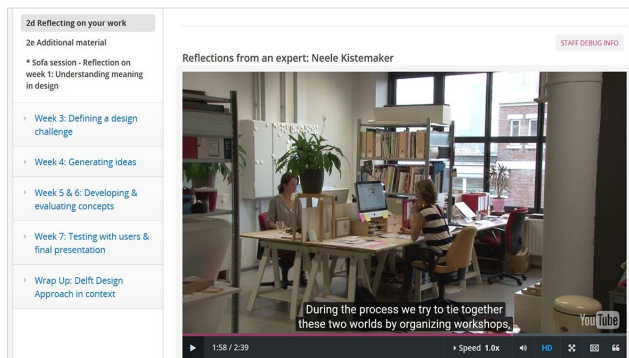 2d Reflecting on your work
2e Additional material
* Sofa session - Reflection on
week 1: Understanding meaning
in design
Week 3: Defining a design
challenge
Week 4: Generating ideas
Week 5 & 6: Developing &
evaluating concepts
Week 7: Testing with users &
final presentation
Wrap Up: Delft Design
Approach in context
STAFF DEBUG INFO
Reflections from an expert: Neele Kistemaker
During the process we try to tie together
these two worlds by organizing workshops,
YouTube
1:58 / 2:39
Speed 1.0x
HD